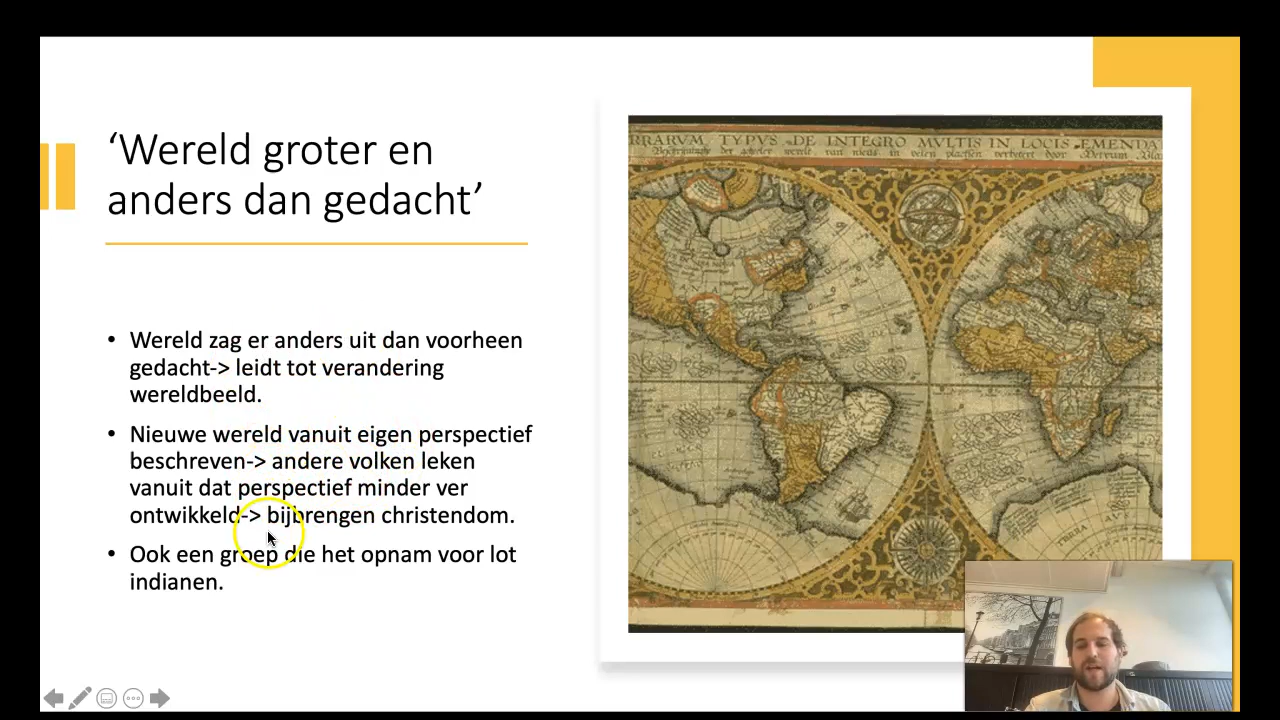 ‘Wereld groter en
anders dan gedacht’
• Wereld zag er anders uit dan voorheen
gedacht-> leidt tot verandering
wereldbeeld.
• Nieuwe wereld vanuit eigen perspectief
beschreven-> andere volken leken
vanuit dat perspectief minder ver
ontwikkeld-> bijbrengen christendom.
• Ook een groep die het opnam voor lot
indianen.
RRARVM TYPVS DE INTEGRO MVLTIS IN LOCIS EMENDA